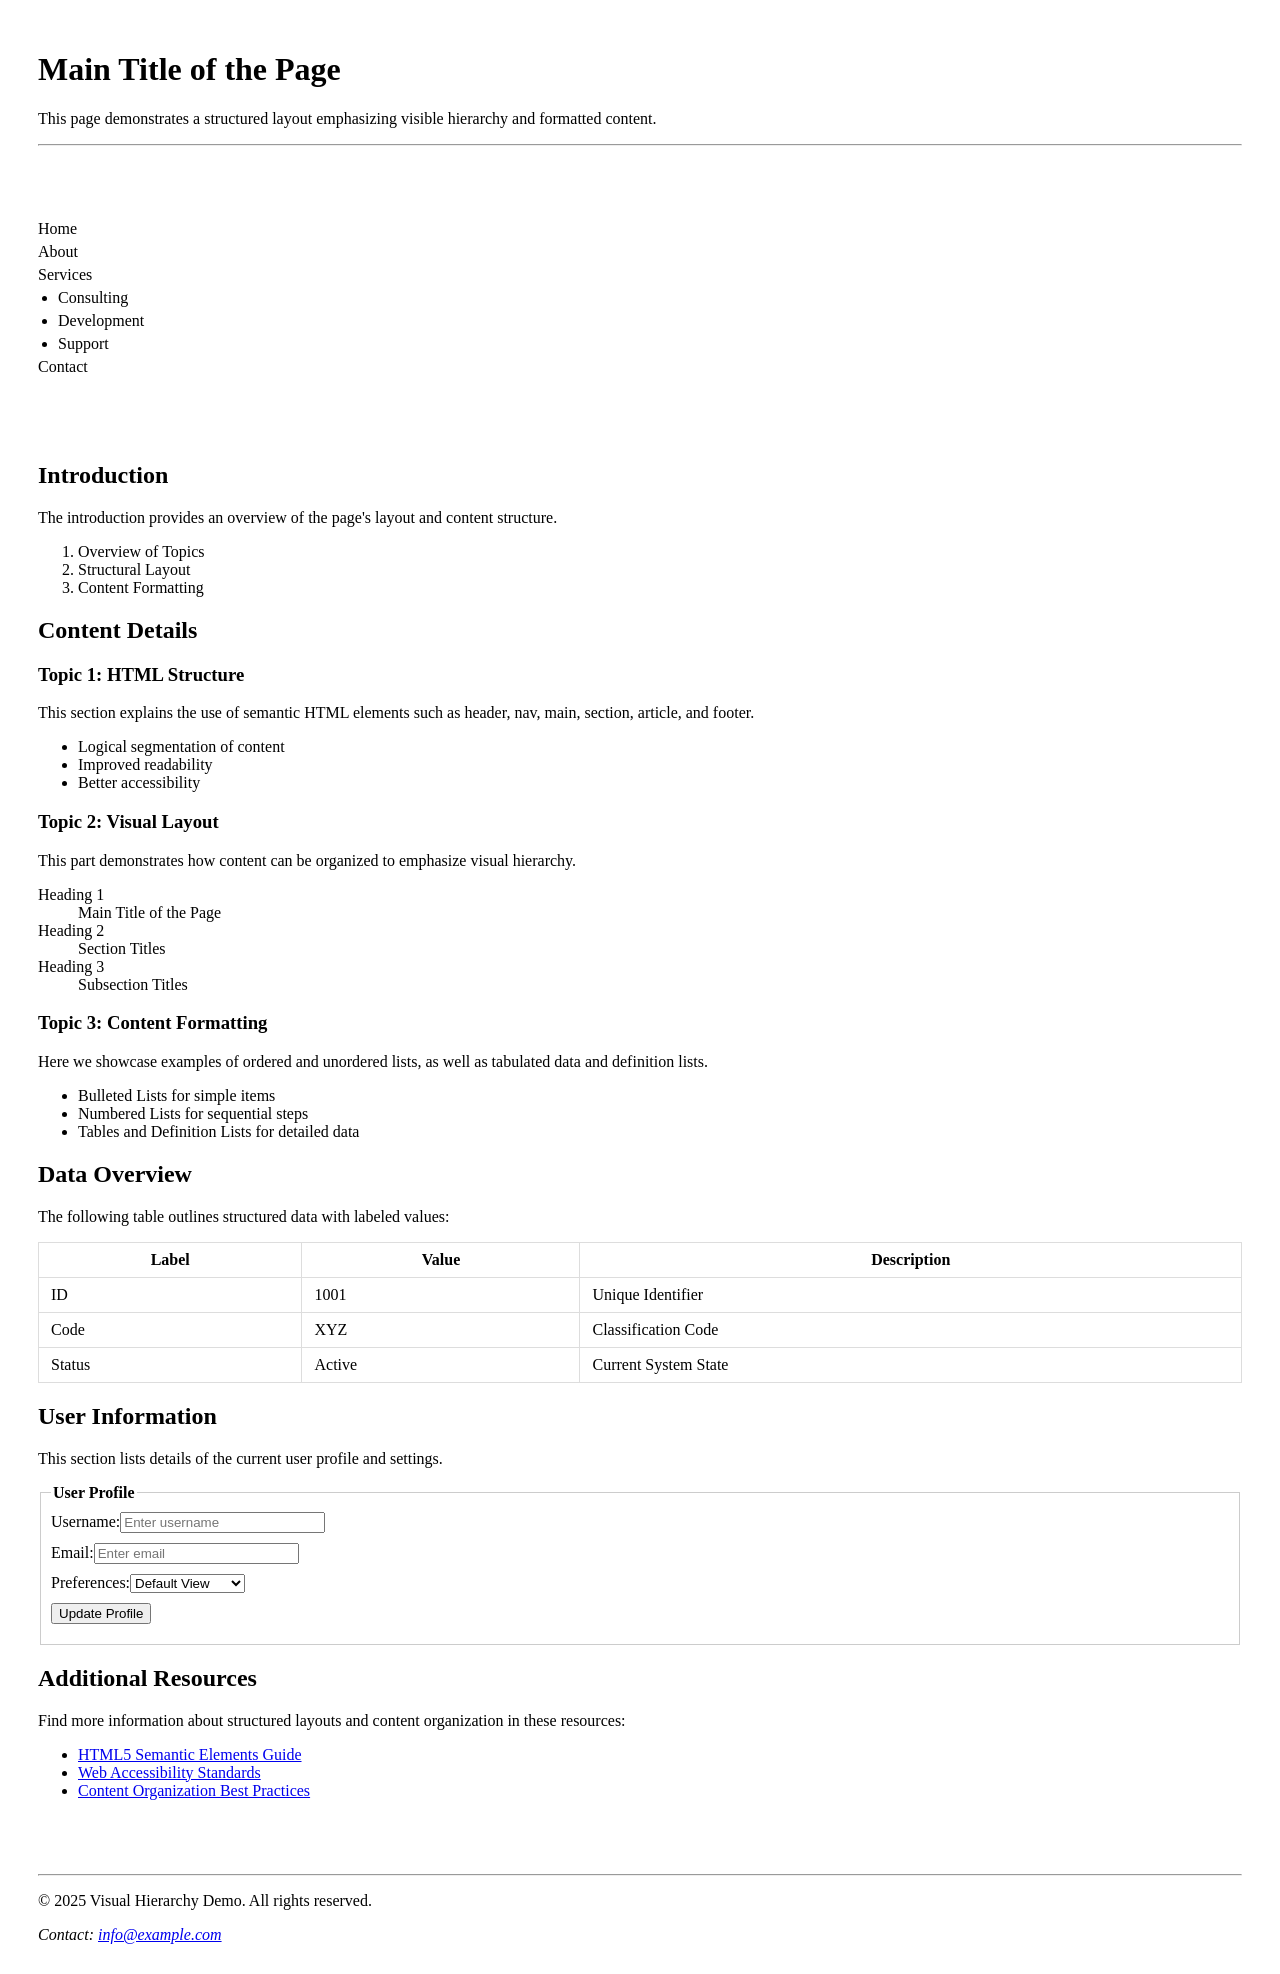 Main Title of the Page
This page demonstrates a structured layout emphasizing visible hierarchy and formatted content.
Home
About
Services
• Consulting
• Development
• Support
Contact
Introduction
The introduction provides an overview of the page's layout and content structure.
1. Overview of Topics
2. Structural Layout
3. Content Formatting
Content Details
Topic 1: HTML Structure
This section explains the use of semantic HTML elements such as header, nav, main, section, article, and footer.
• Logical segmentation of content
• Improved readability
• Better accessibility
Topic 2: Visual Layout
This part demonstrates how content can be organized to emphasize visual hierarchy.
Heading 1
Main Title of the Page
Heading 2
Section Titles
Heading 3
Subsection Titles
Topic 3: Content Formatting
Here we showcase examples of ordered and unordered lists, as well as tabulated data and definition lists.
• Bulleted Lists for simple items
• Numbered Lists for sequential steps
• Tables and Definition Lists for detailed data
Data Overview
The following table outlines structured data with labeled values:
Label Value Description
ID 1001 Unique Identifier
Code XYZ Classification Code
Status Active Current System State
User Information
This section lists details of the current user profile and settings.
User Profile
Username: Enter username
Email: Enter email
Preferences: Default View
Update Profile
Additional Resources
Find more information about structured layouts and content organization in these resources:
• HTML5 Semantic Elements Guide
• Web Accessibility Standards
• Content Organization Best Practices
© 2025 Visual Hierarchy Demo. All rights reserved.
Contact: info@example.com